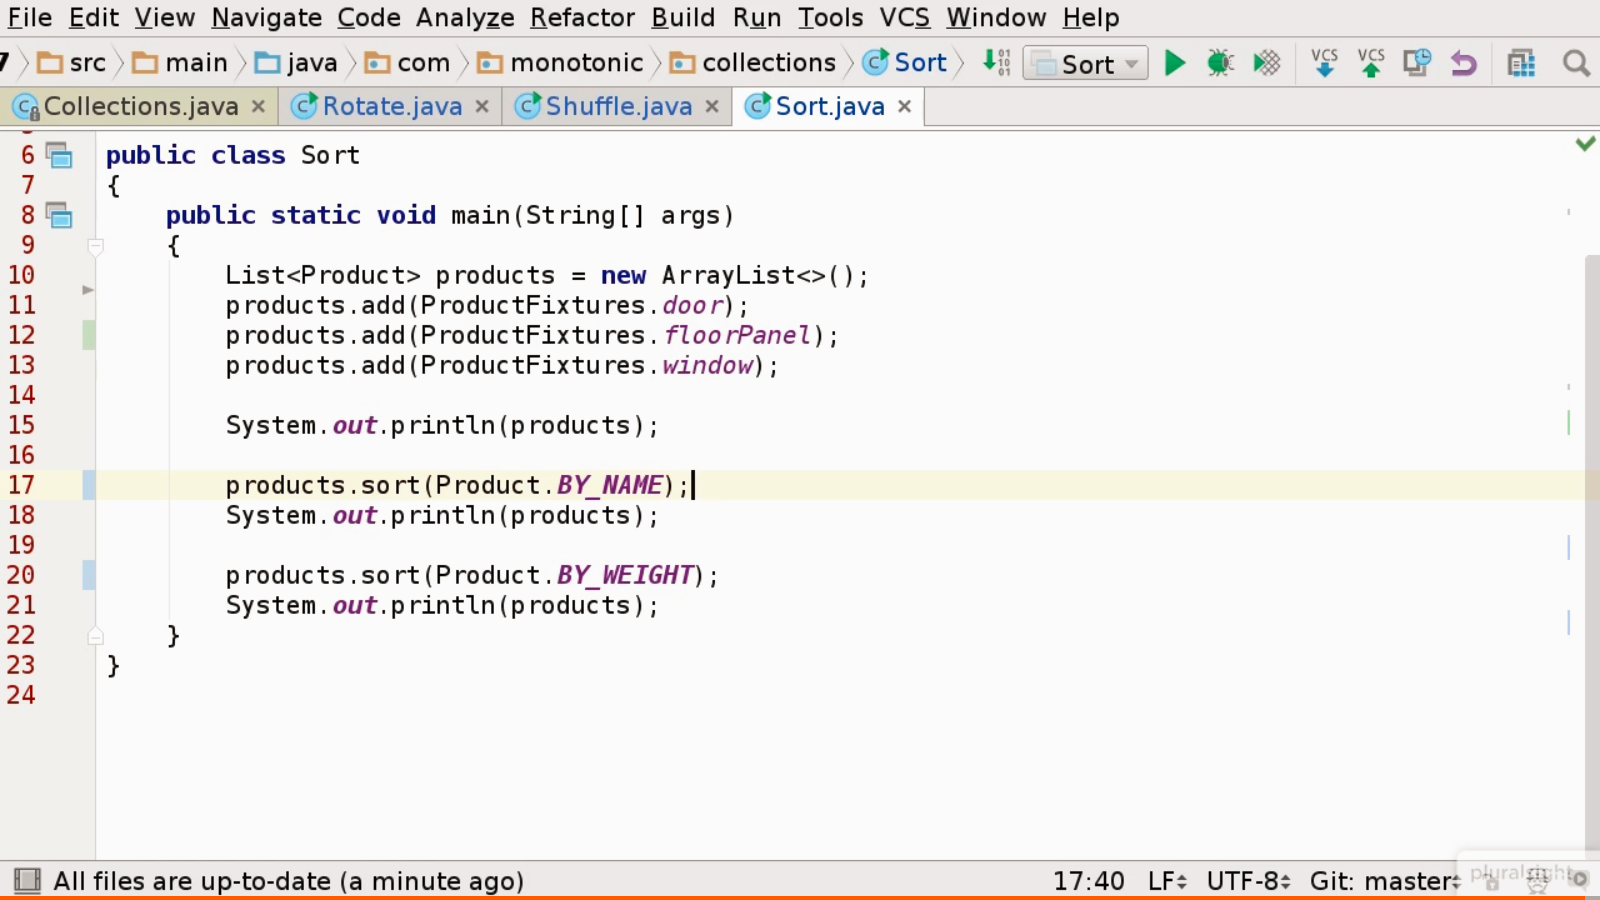 File Edit View Navigate Code Analyze Refactor Build Run Tools VCS Window Help
7 src main java com monotonic collections Sort Sort VCS VCS
Collections.java Rotate.java Shuffle.java Sort.java
6 public class Sort
7 {
8 public static void main(String[] args)
9 {
10 List<Product> products = new ArrayList<>();
11 products.add(ProductFixtures.door);
12 products.add(ProductFixtures.floorPanel);
13 products.add(ProductFixtures.window);
14
15 System.out.println(products);
16
17 products.sort(Product.BY_NAME);
18 System.out.println(products);
19
20 products.sort(Product.BY_WEIGHT);
21 System.out.println(products);
22 }
23 }
24
All files are up-to-date (a minute ago) 17:40 LF UTF-8 Git: master pluralsight